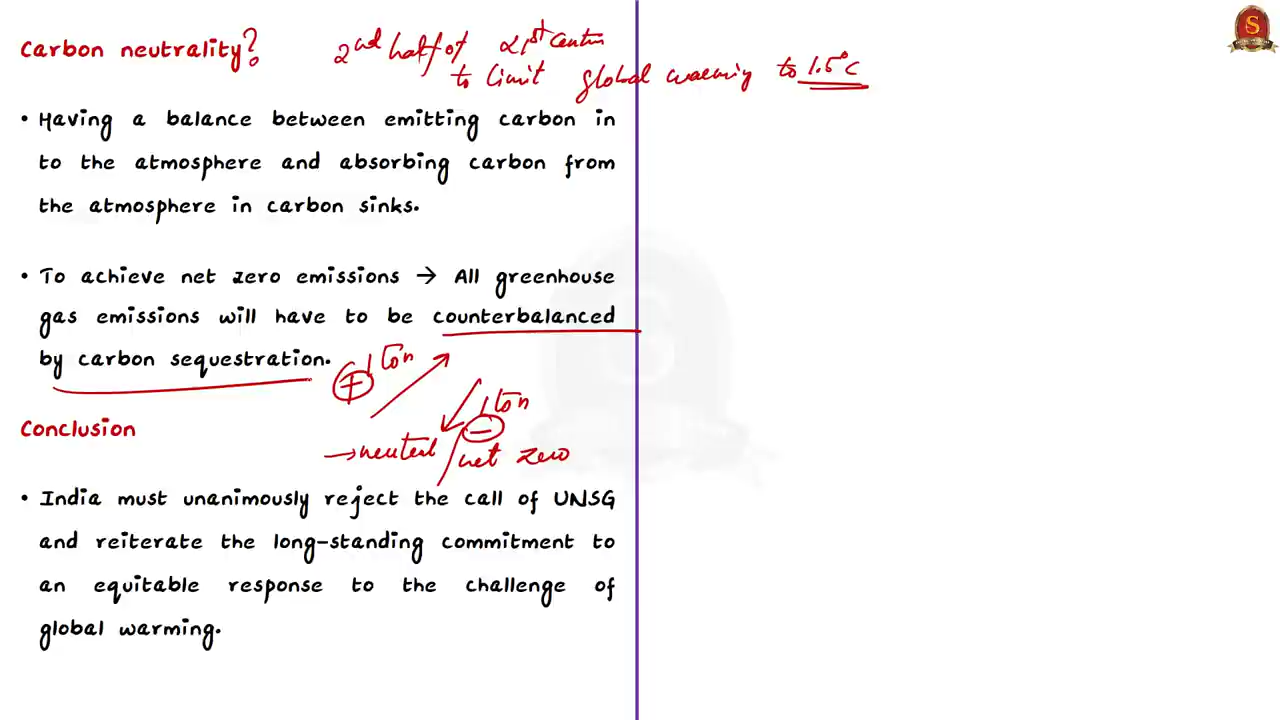 Carbon neutrality?
2nd half of 21st Centu
to limit global warming to 1.5°C
• Having a balance between emitting carbon in
to the atmosphere and absorbing carbon from
the atmosphere in carbon sinks.
• To achieve net zero emissions → All greenhouse
gas emissions will have to be counterbalanced
by carbon sequestration.
+ 1 ton
- 1 ton
→ neutral / net zero
Conclusion
• India must unanimously reject the call of UNSG
and reiterate the long-standing commitment to
an equitable response to the challenge of
global warming.
S